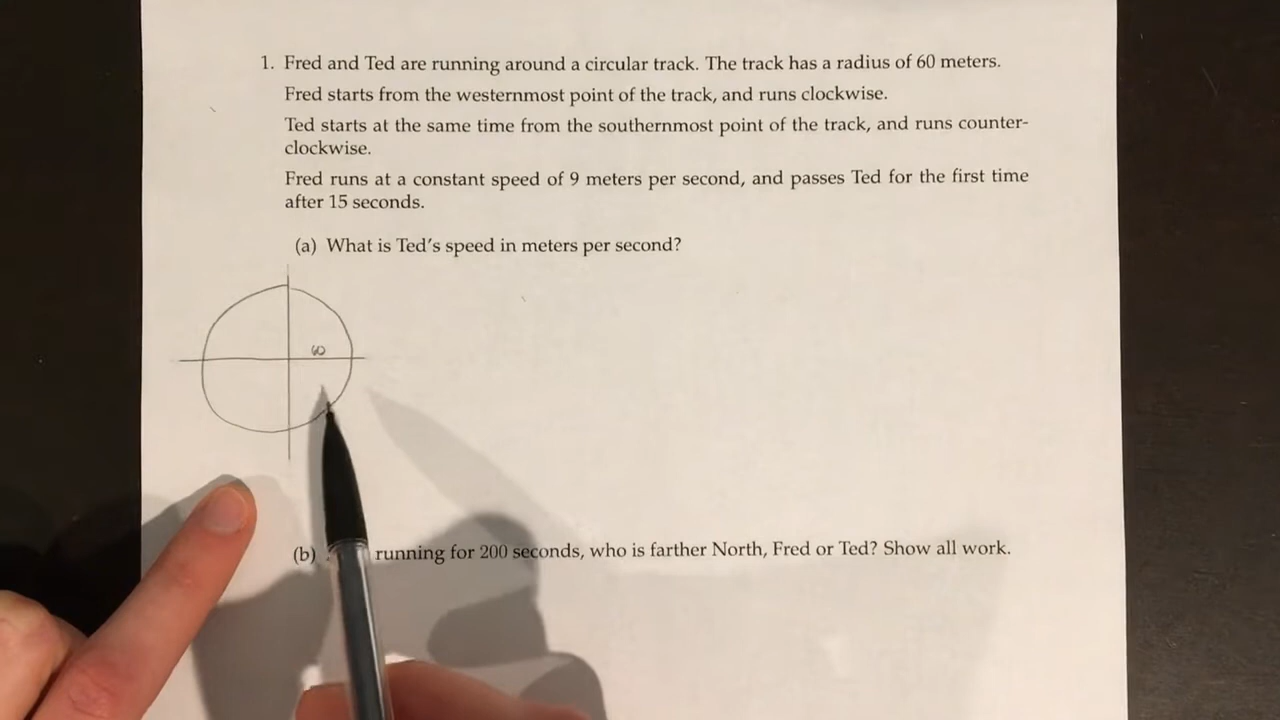 1. Fred and Ted are running around a circular track. The track has a radius of 60 meters.
Fred starts from the westernmost point of the track, and runs clockwise.
Ted starts at the same time from the southernmost point of the track, and runs counter-
clockwise.
Fred runs at a constant speed of 9 meters per second, and passes Ted for the first time
after 15 seconds.
(a) What is Ted's speed in meters per second?
60
(b) running for 200 seconds, who is farther North, Fred or Ted? Show all work.